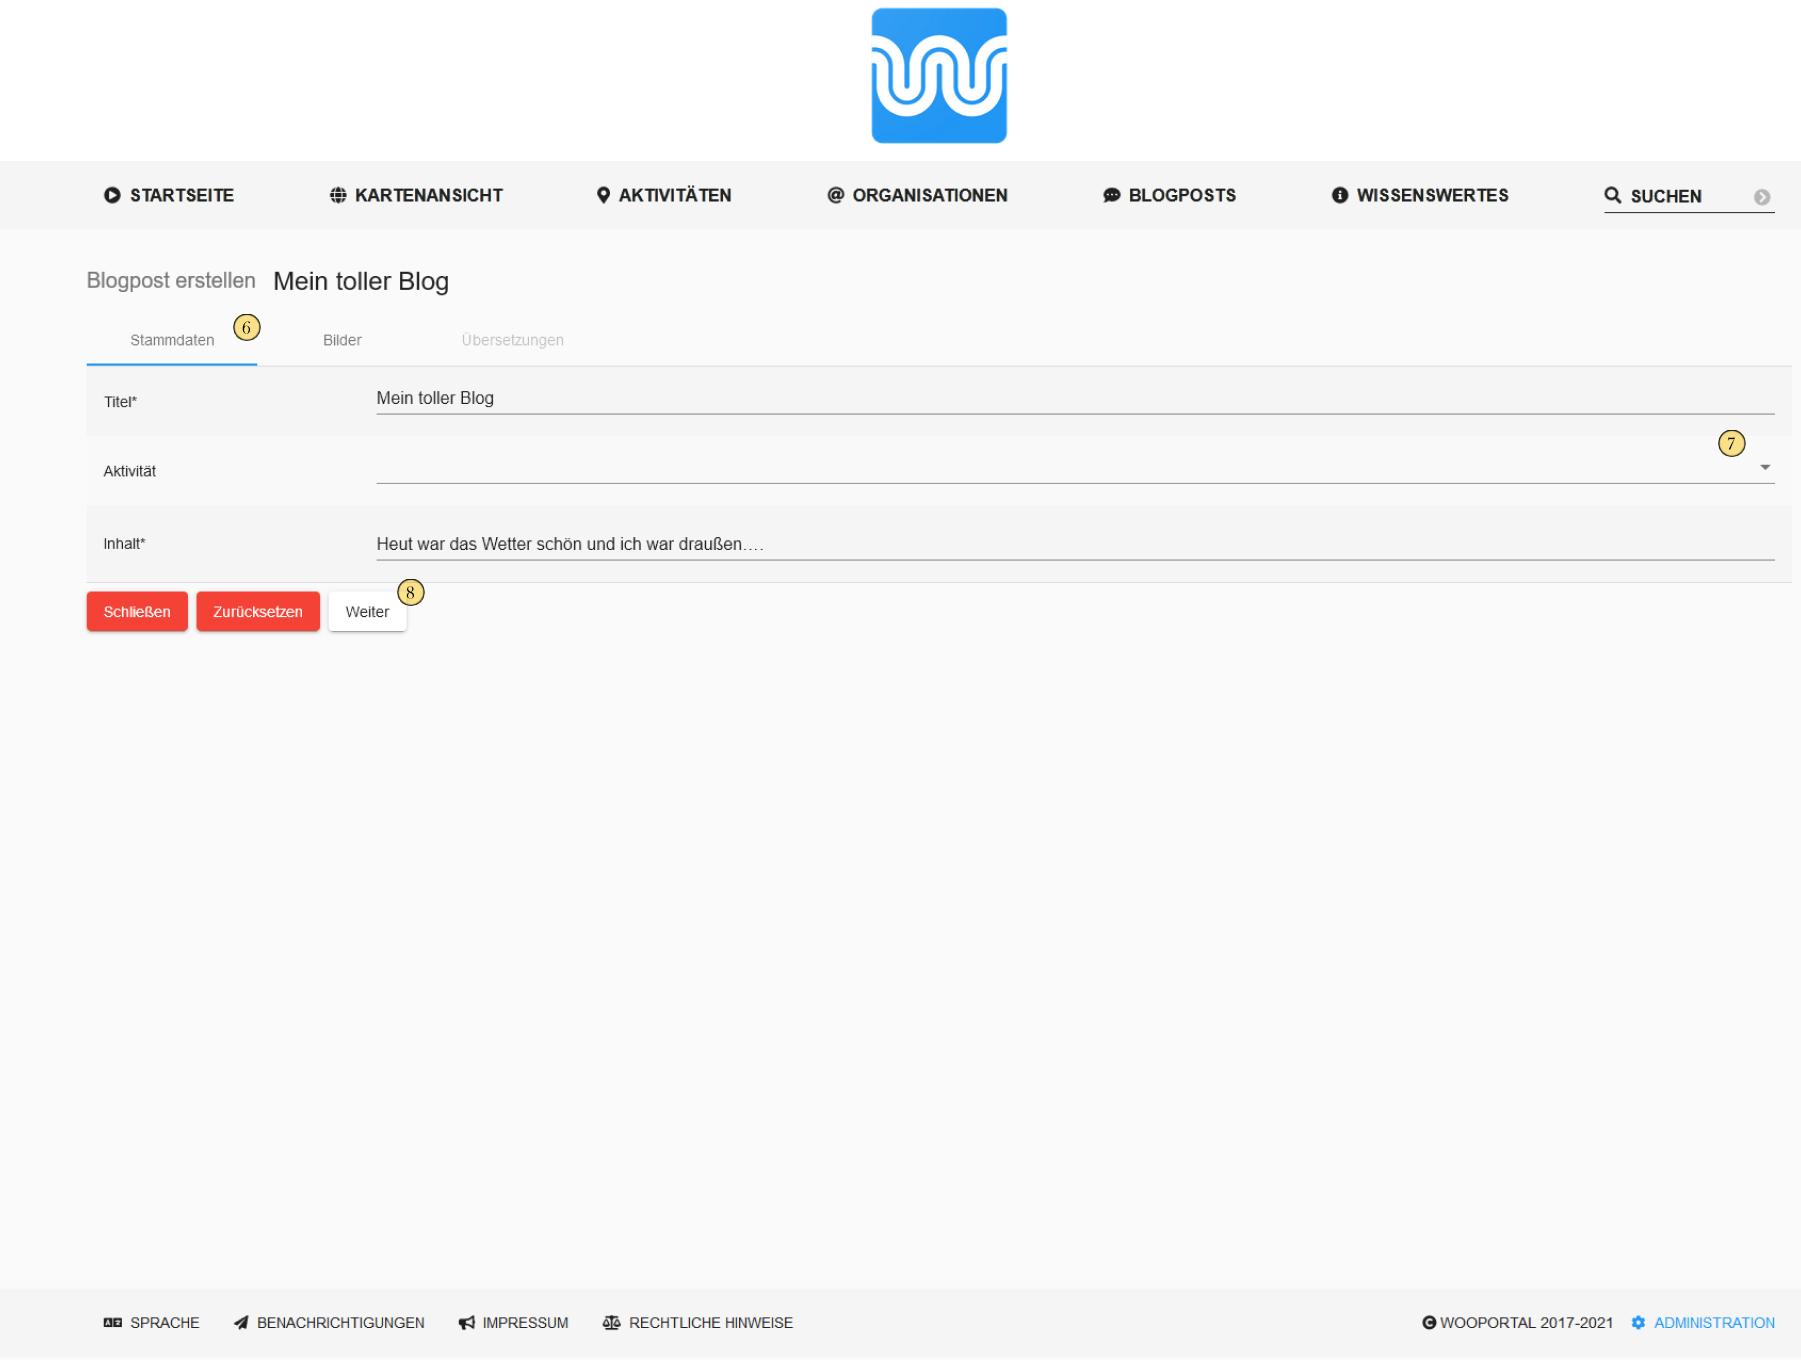 STARTSEITE KARTENANSICHT AKTIVITÄTEN @ ORGANISATIONEN BLOGPOSTS WISSENSWERTES SUCHEN
Blogpost erstellen Mein toller Blog
Stammdaten 6 Bilder Übersetzungen
Titel* Mein toller Blog
7
Aktivität
Inhalt* Heut war das Wetter schön und ich war draußen....
8
Schließen Zurücksetzen Weiter
SPRACHE BENACHRICHTIGUNGEN IMPRESSUM RECHTLICHE HINWEISE WOOPORTAL 2017-2021 ADMINISTRATION